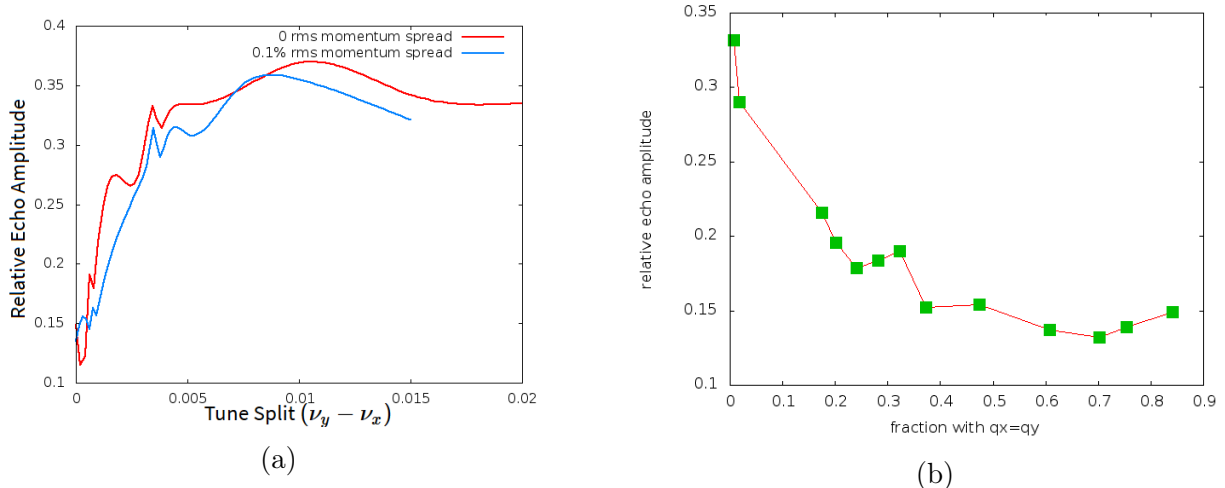 0.4
0.35
0.3
0.25
0.2
0.15
0.1
0 rms momentum spread
0.1% rms momentum spread
Relative Echo Amplitude
0 0.005 0.01 0.015 0.02
Tune Split (ν_y − ν_x)
(a)
0.35
0.3
0.25
0.2
0.15
0.1
relative echo amplitude
0 0.1 0.2 0.3 0.4 0.5 0.6 0.7 0.8 0.9
fraction with qx=qy
(b)